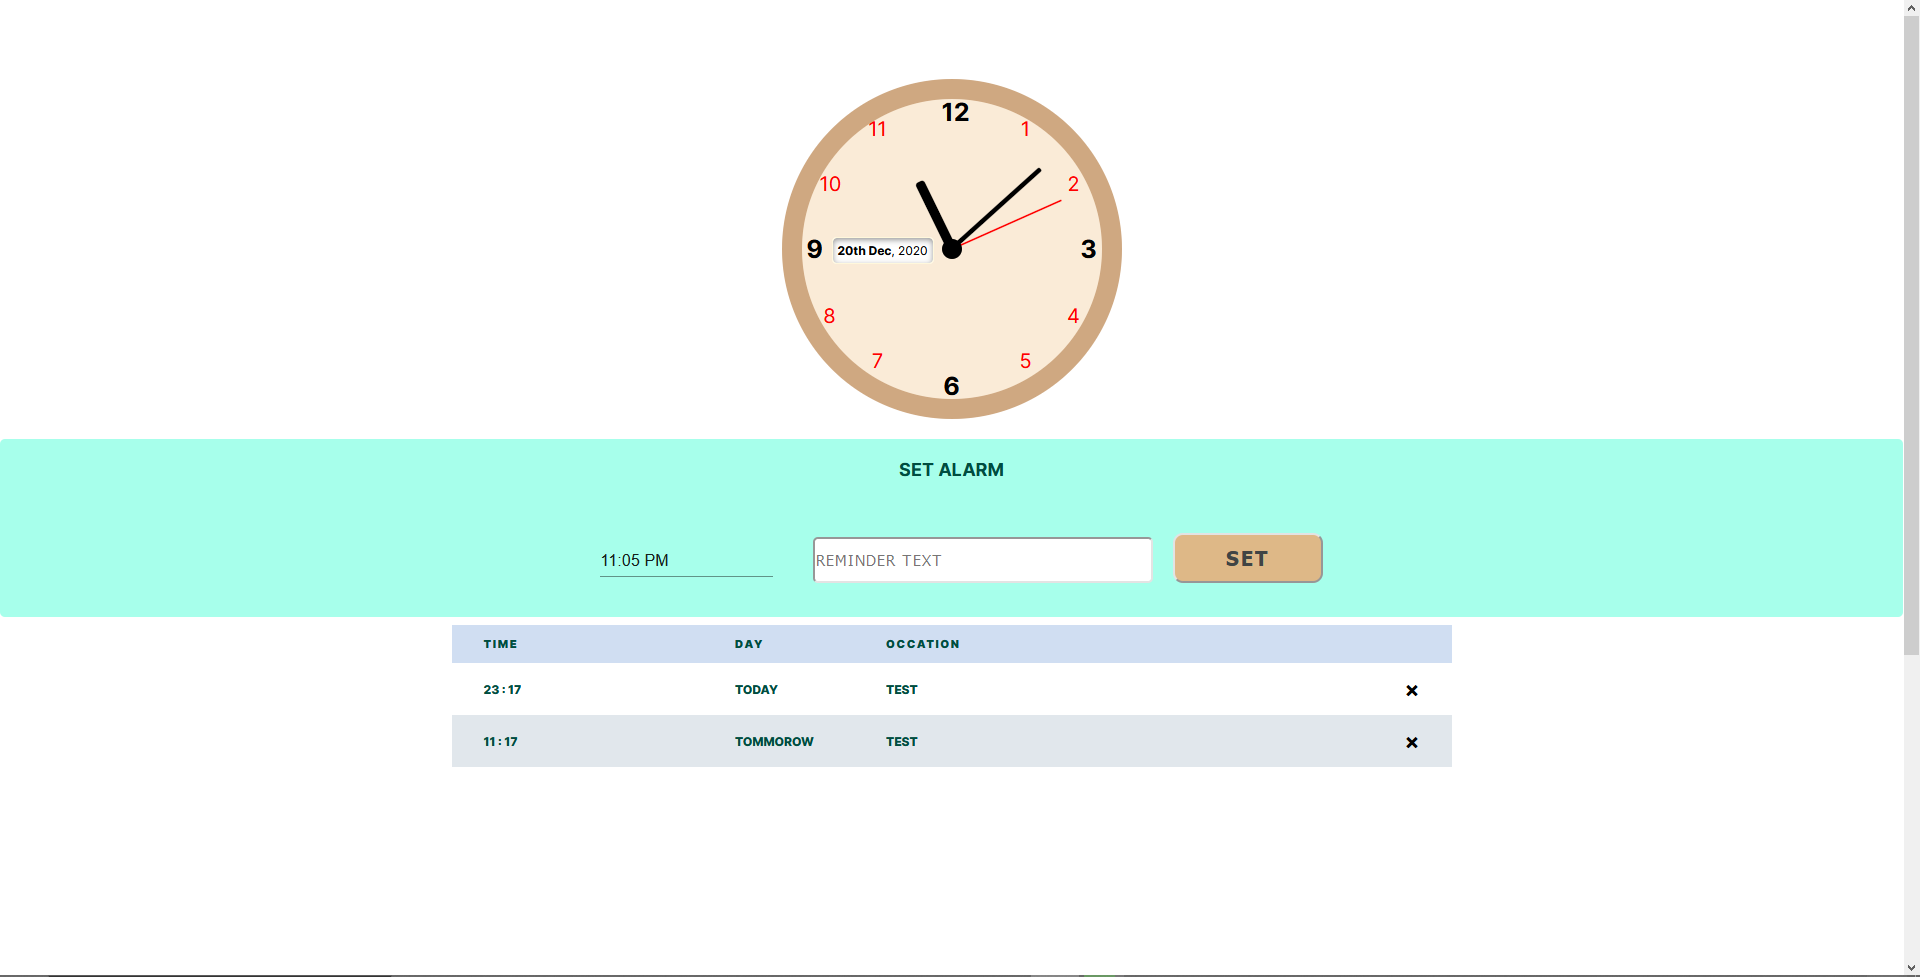 12
11 1
10 2
9 20th Dec, 2020 3
8 4
7 5
6
SET ALARM
11:05 PM REMINDER TEXT SET
TIME DAY OCCATION
23 : 17 TODAY TEST ×
11 : 17 TOMMOROW TEST ×